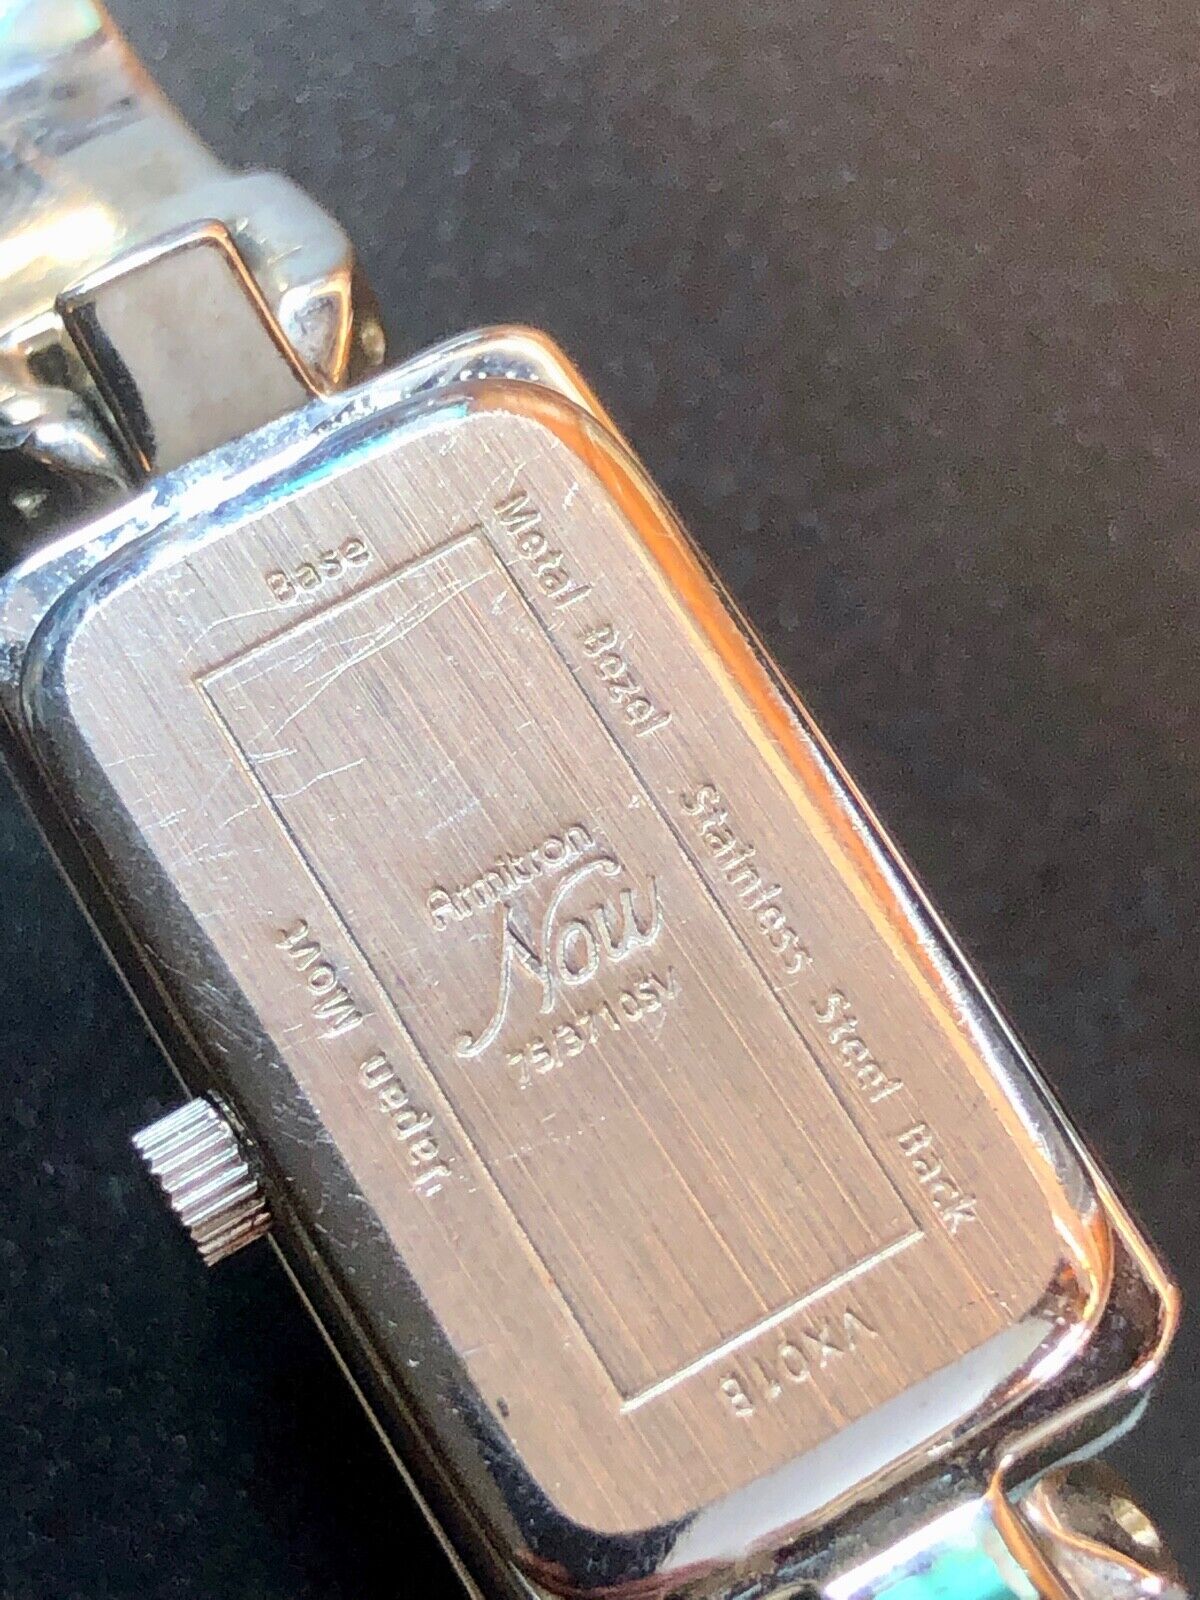 Base
Metal Bezel Stainless Steel Back
VX01B
Japan Movt
Armitron
Now
75/3710SV